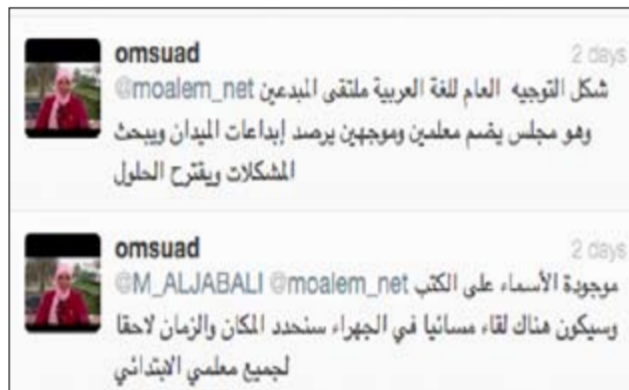 omsuad 2 days
@moalem_net شكل التوجيه العام للغة العربية ملتقى المبدعين
وهو مجلس يضم معلمين وموجهين يرصد إبداعات الميدان ويبحث
المشكلات ويقترح الحلول
omsuad 2 days
@M_ALJABALI @moalem_net موجودة الأسماء على الكتب
وسيكون هناك لقاء مسائيا في الجهراء سنحدد المكان والزمان لاحقا
لجميع معلمي الابتدائي